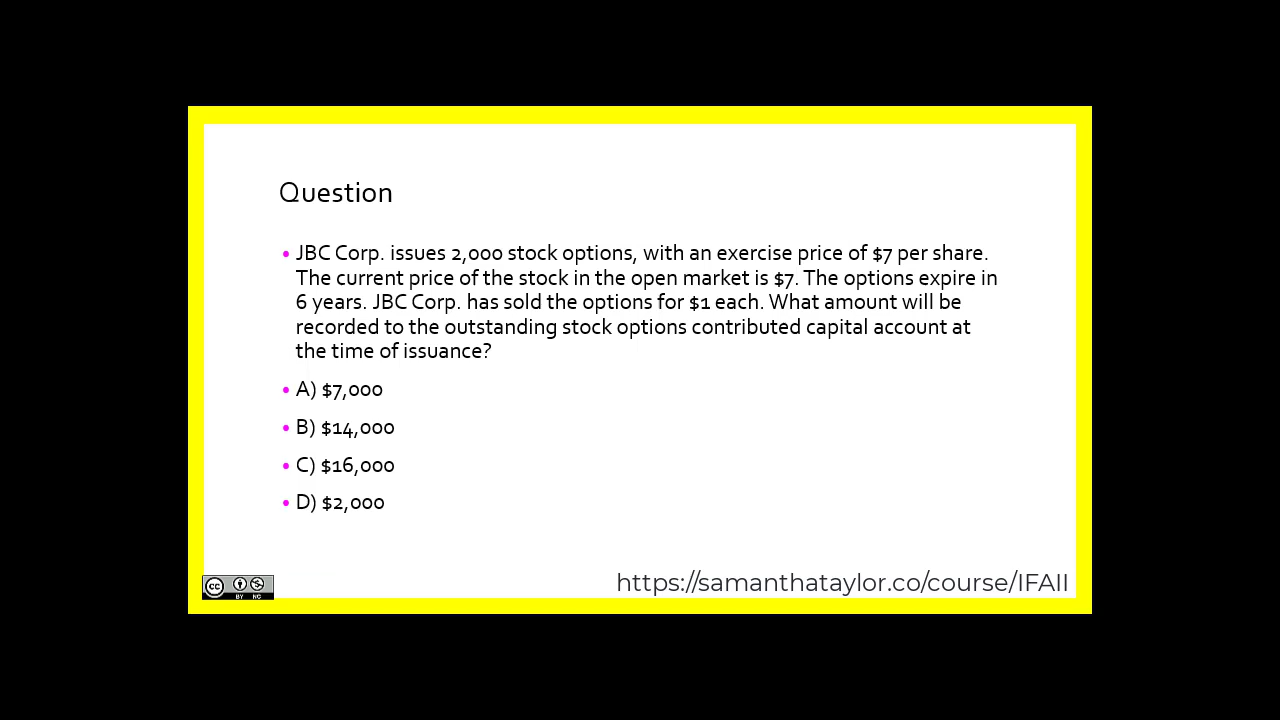 Question
• JBC Corp. issues 2,000 stock options, with an exercise price of $7 per share.
The current price of the stock in the open market is $7. The options expire in
6 years. JBC Corp. has sold the options for $1 each. What amount will be
recorded to the outstanding stock options contributed capital account at
the time of issuance?
• A) $7,000
• B) $14,000
• C) $16,000
• D) $2,000
cc
BY NC
https://samanthataylor.co/course/IFAII